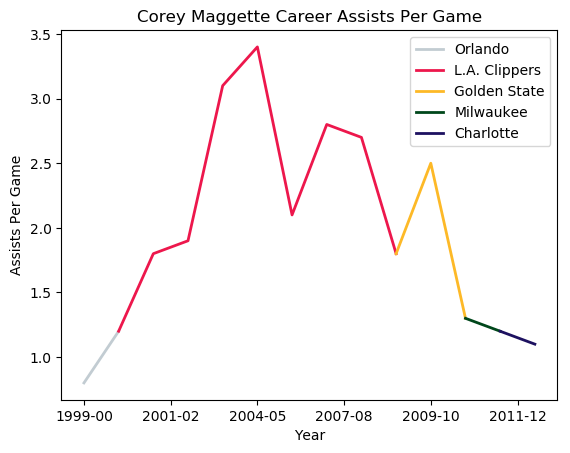 Corey Maggette Career Assists Per Game
Orlando
L.A. Clippers
Golden State
Milwaukee
Charlotte
Assists Per Game
3.5
3.0
2.5
2.0
1.5
1.0
1999-00 2001-02 2004-05 2007-08 2009-10 2011-12
Year